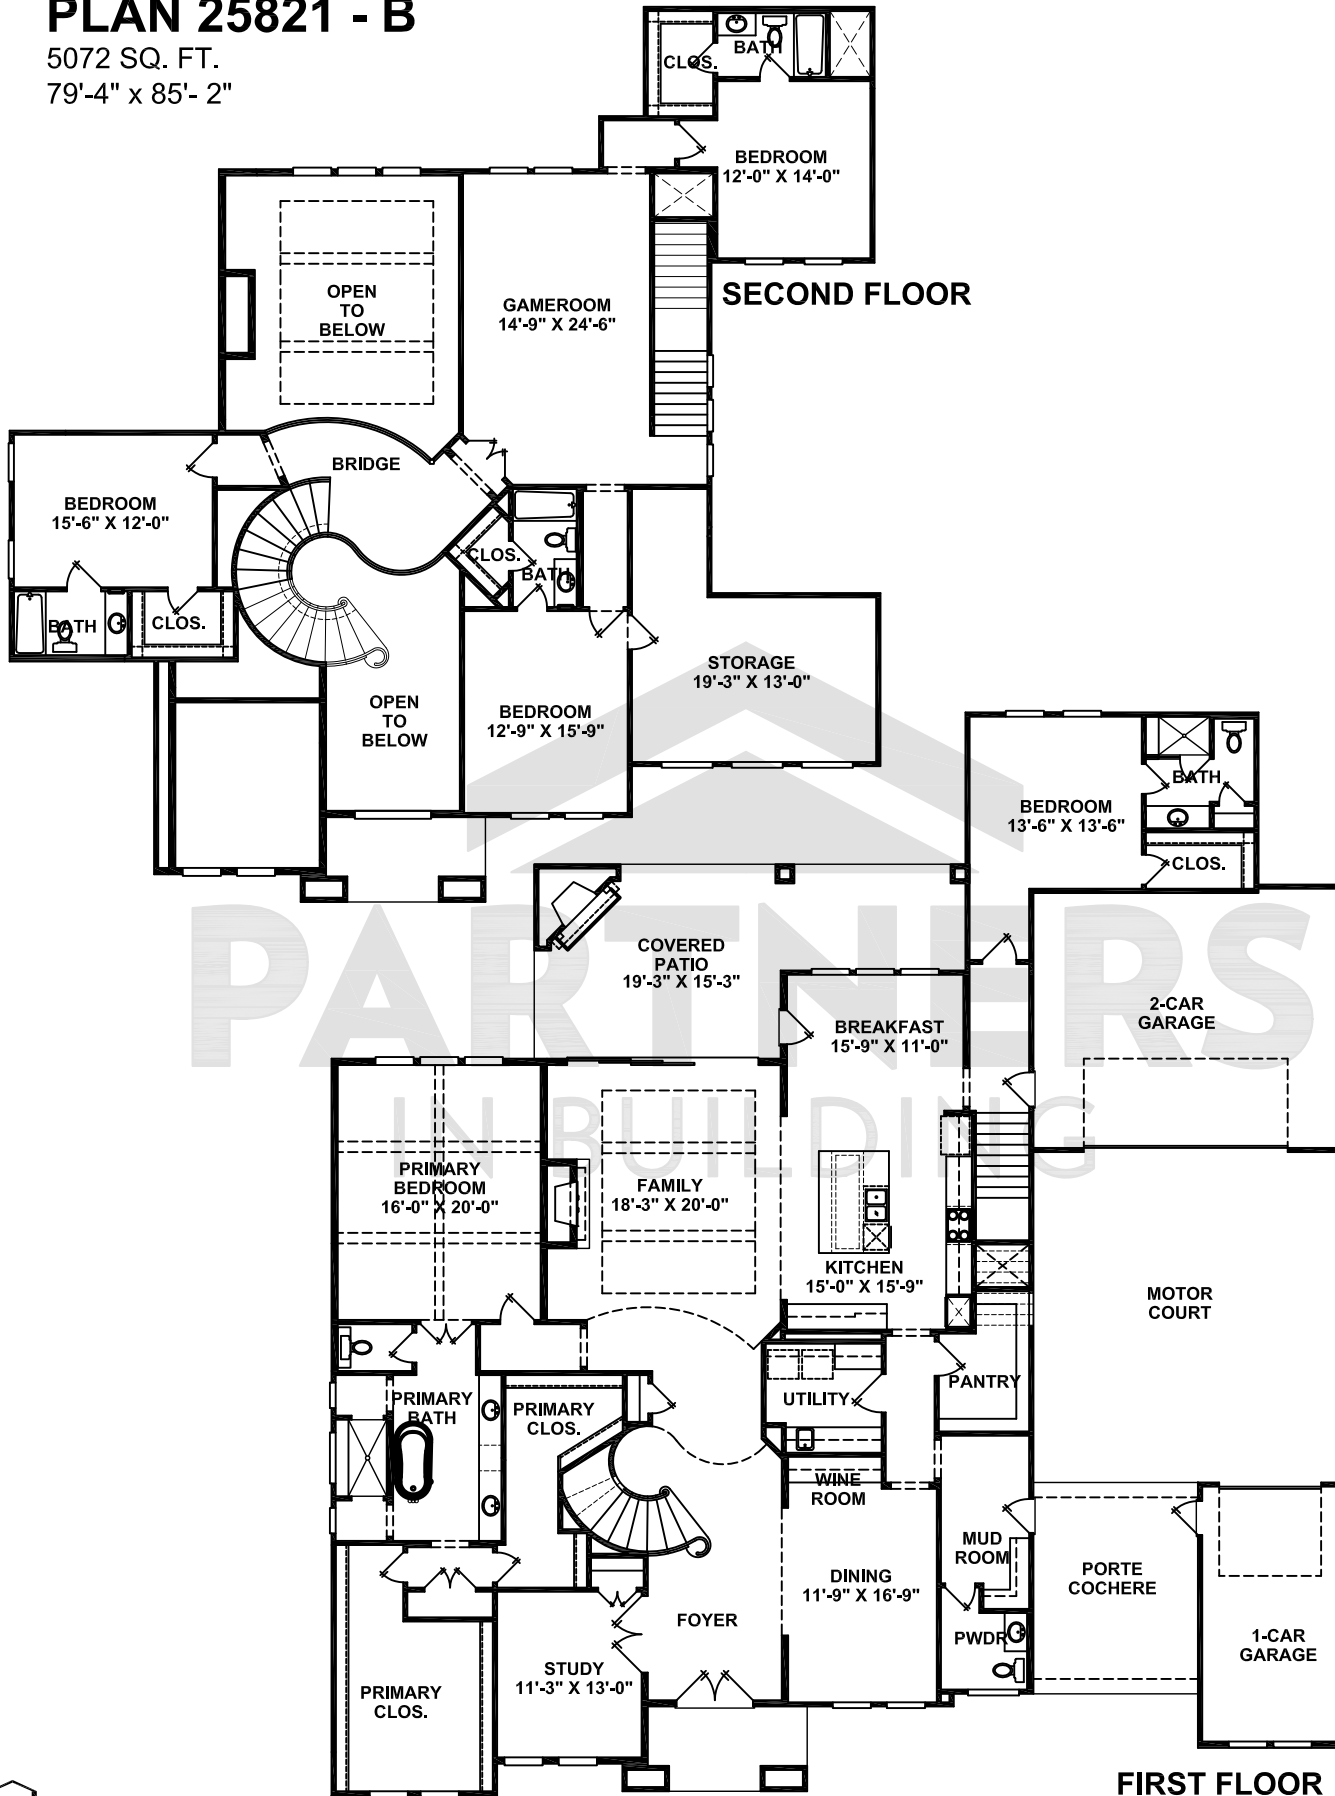 PLAN 25821 - B
5072 SQ. FT.
79'-4" x 85'- 2"
CLOS.
BATH
BEDROOM
12'-0" X 14'-0"
SECOND FLOOR
OPEN
TO
BELOW
GAMEROOM
14'-9" X 24'-6"
BRIDGE
BEDROOM
15'-6" X 12'-0"
BATH
CLOS.
CLOS.
BATH
OPEN
TO
BELOW
BEDROOM
12'-9" X 15'-9"
STORAGE
19'-3" X 13'-0"
BEDROOM
13'-6" X 13'-6"
BATH
CLOS.
PARTNERS
IN BUILDING
COVERED
PATIO
19'-3" X 15'-3"
BREAKFAST
15'-9" X 11'-0"
2-CAR
GARAGE
PRIMARY
BEDROOM
16'-0" X 20'-0"
FAMILY
18'-3" X 20'-0"
KITCHEN
15'-0" X 15'-9"
MOTOR
COURT
PRIMARY
BATH
PRIMARY
CLOS.
UTILITY
PANTRY
WINE
ROOM
MUD
ROOM
DINING
11'-9" X 16'-9"
PORTE
COCHERE
FOYER
PWDR
1-CAR
GARAGE
STUDY
11'-3" X 13'-0"
PRIMARY
CLOS.
FIRST FLOOR